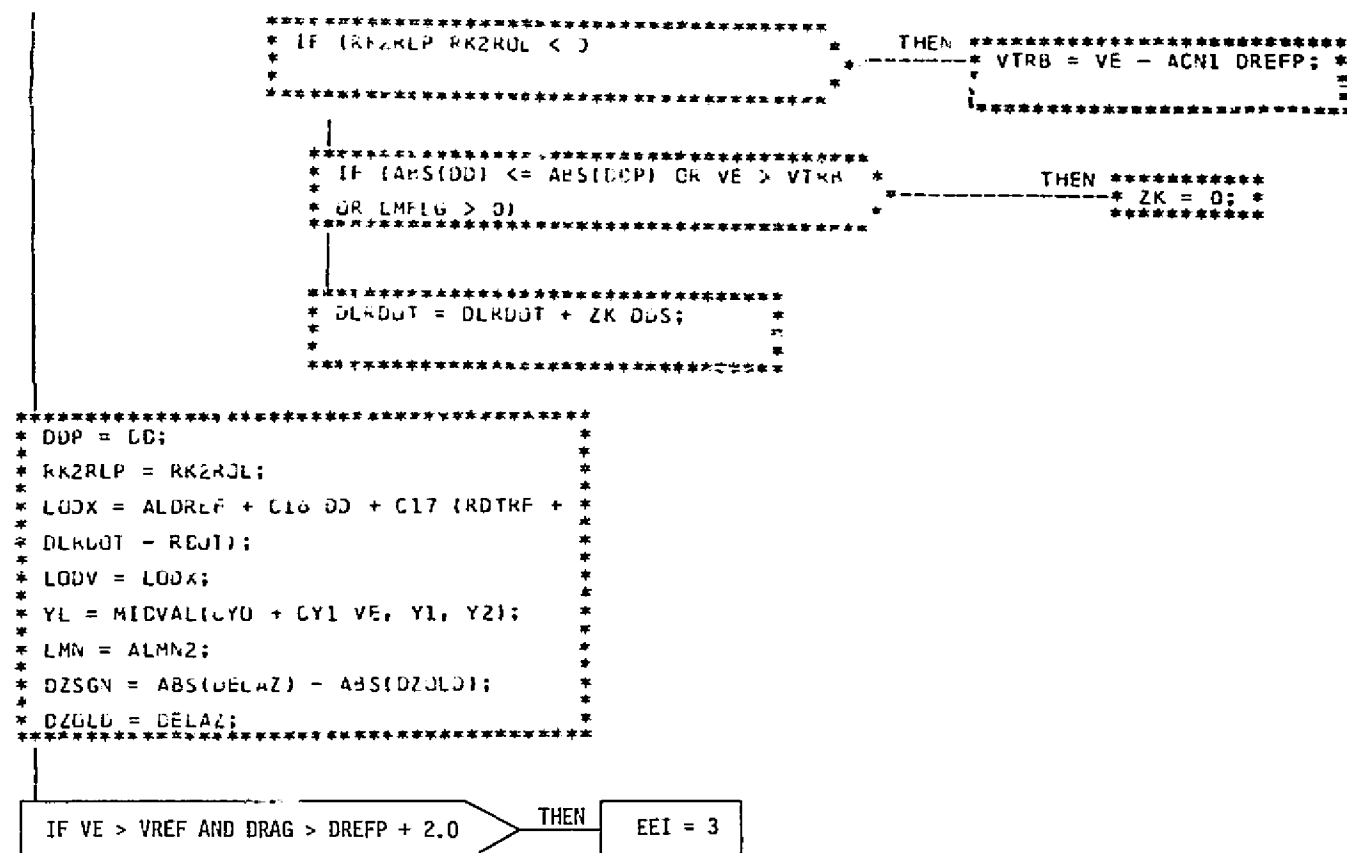 IF (RK2RLP RK2ROL < )
THEN
VTRB = VE - ACN1 DREFP;
IF (ABS(DD) <= ABS(DDP) OR VE > VTRB
OR LMFLG > 0)
THEN
ZK = 0;
DLRDOT = DLRDOT + ZK DDS;
DDP = DD;
RK2RLP = RK2ROL;
LODX = ALDREF + C16 DD + C17 (RDTRF +
DLRDOT - RDOT);
LODV = LODX;
YL = MIDVAL(CY0 + CY1 VE, Y1, Y2);
LMN = ALMN2;
DZSGN = ABS(DELAZ) - ABS(DZOLD);
DZOLD = DELAZ;
IF VE > VREF AND DRAG > DREFP + 2.0
THEN
EEI = 3